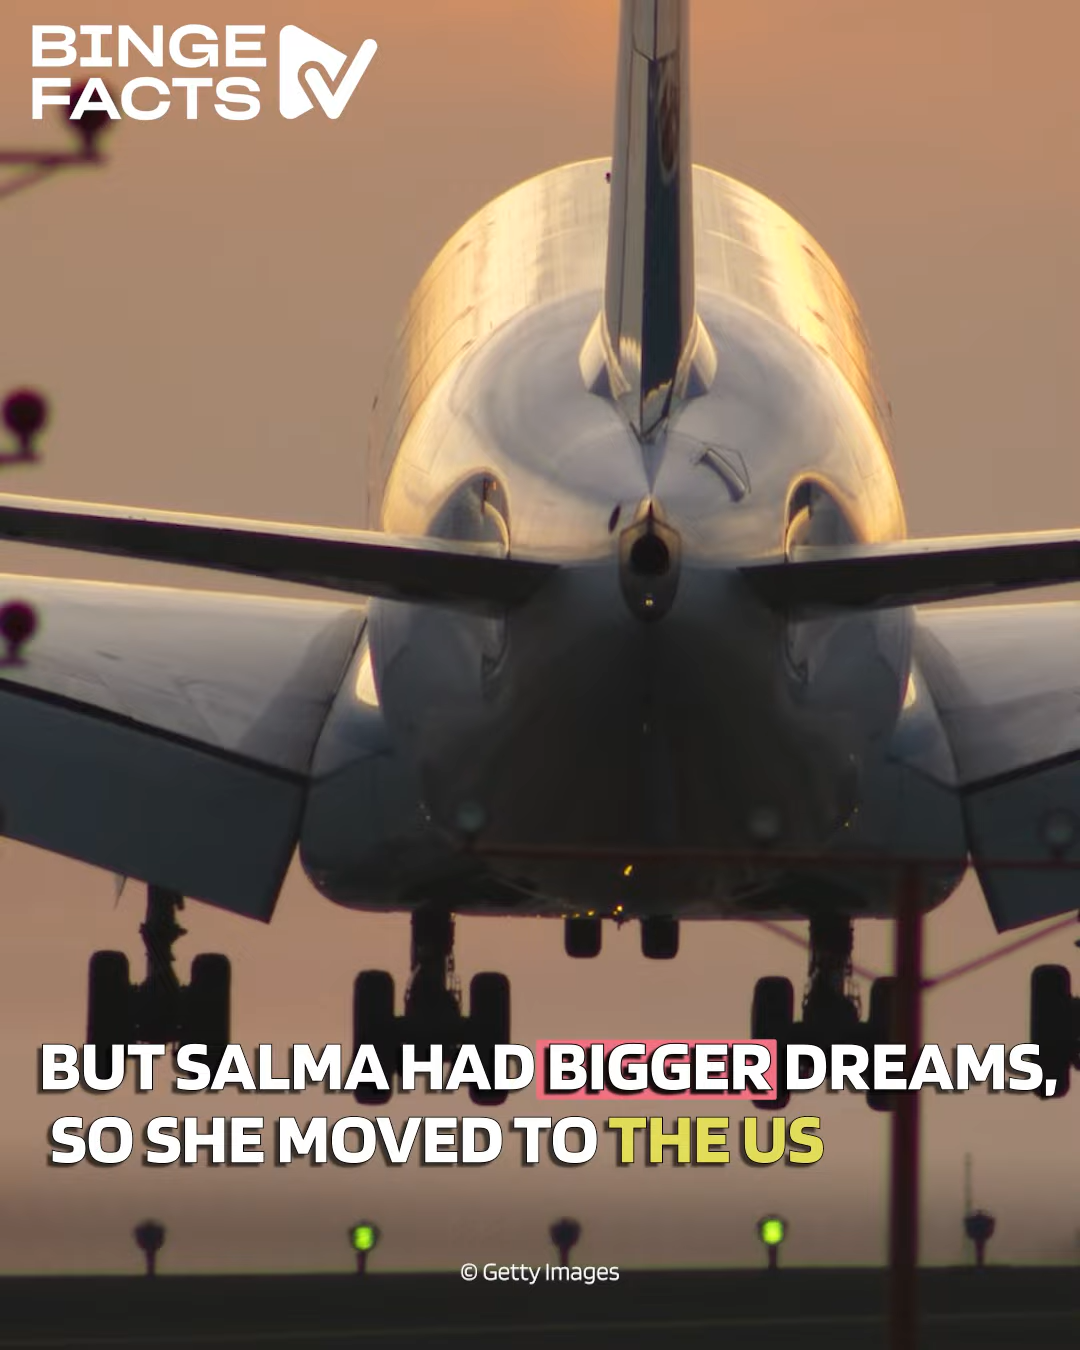 BINGE
FACTS
BUT SALMA HAD BIGGER DREAMS,
SO SHE MOVED TO THE US
© Getty Images